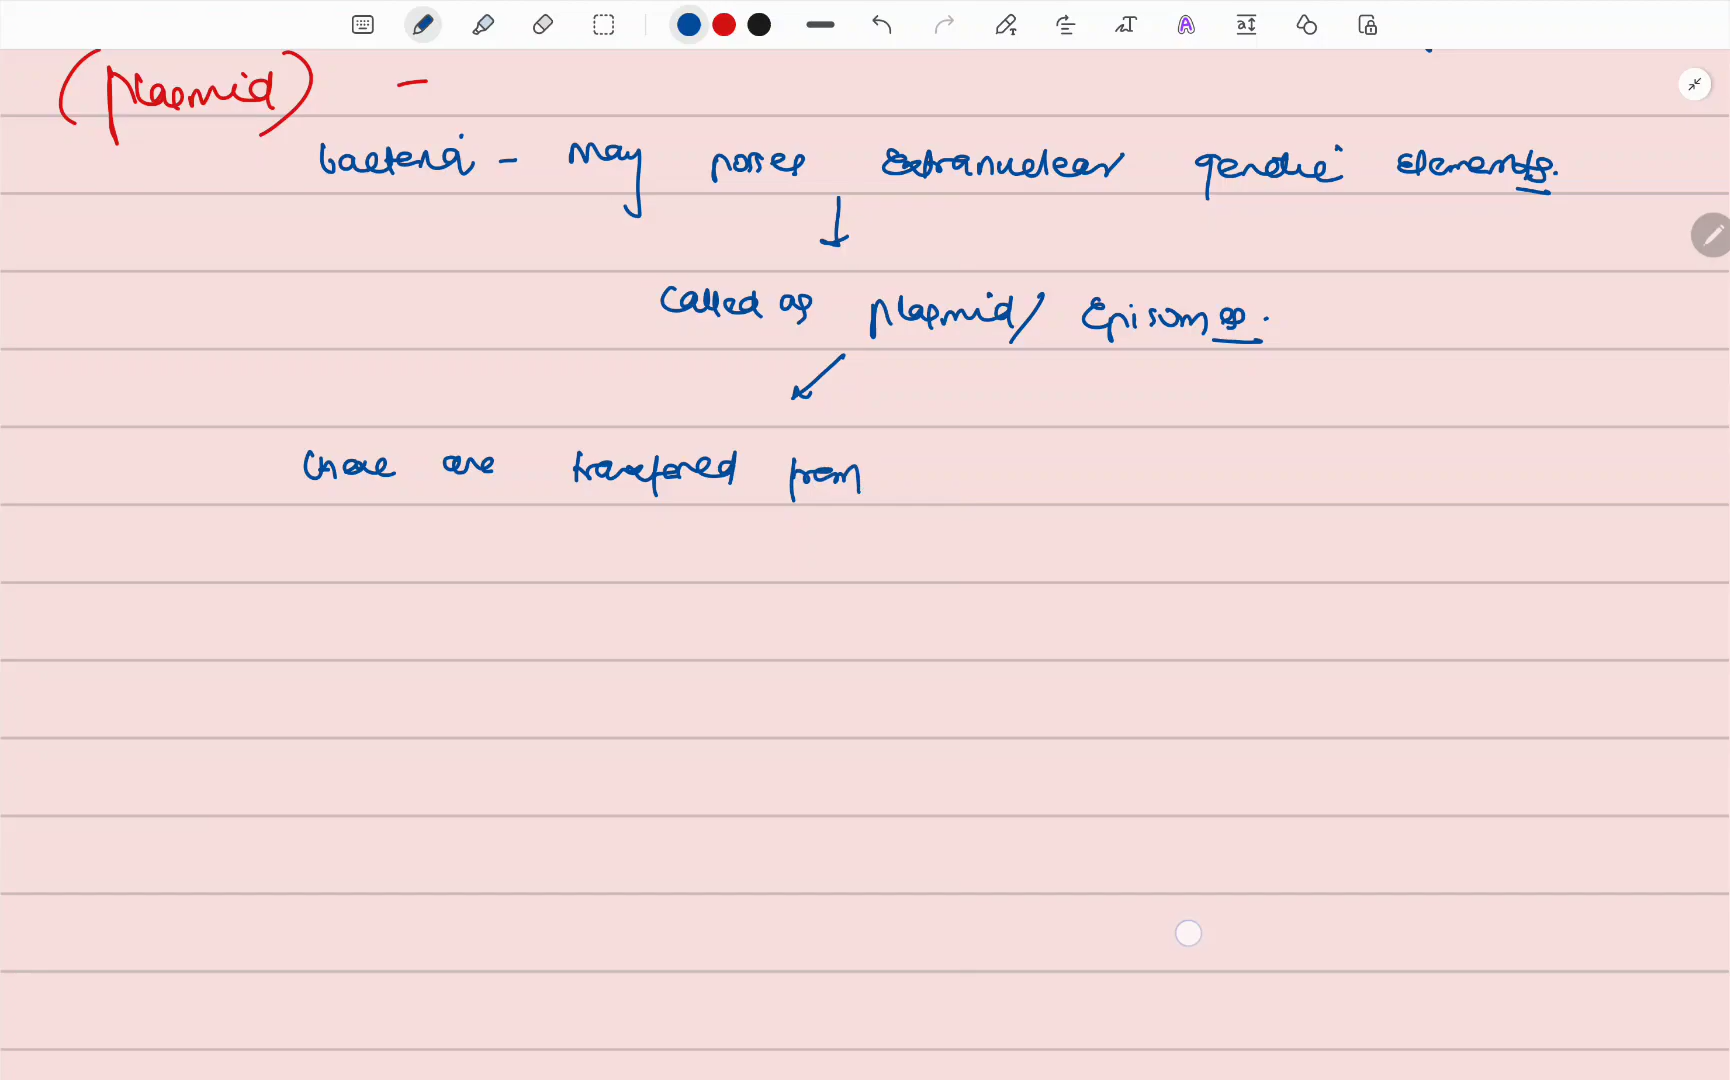 (plasmid) -
bacteria - May posses Extranuclear genetic Elements.
Called as plasmid/ Episomes.
these are transfered from